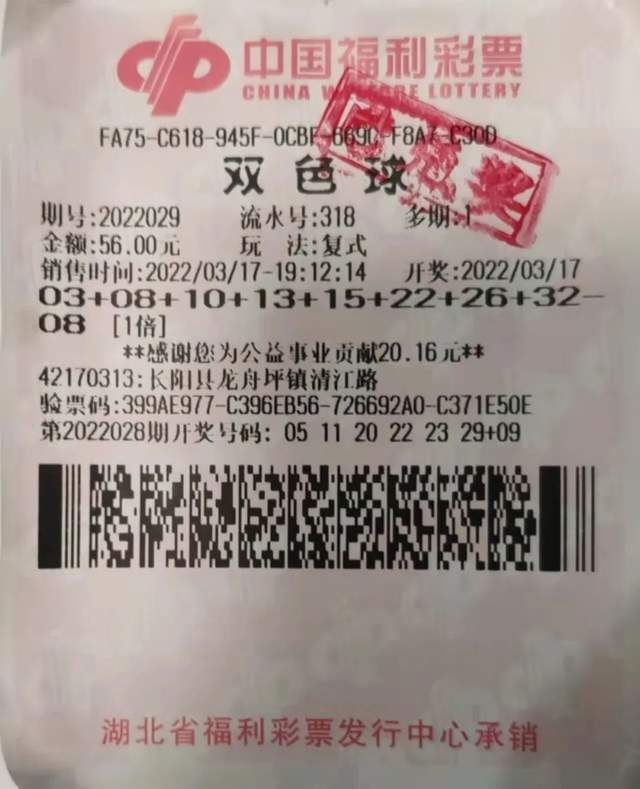 中国福利彩票
CHINA WELFARE LOTTERY
FA75-C618-945F-0CBF-669C-F8A7-C30D
双色球
期号:2022029 流水号:318 多期:1
金额:56.00元 玩 法:复式
销售时间:2022/03/17-19:12:14 开奖:2022/03/17
03+08+10+13+15+22+26+32-
08 [1倍]
**感谢您为公益事业贡献20.16元**
42170313:长阳县龙舟坪镇清江路
验票码:399AE977-C396EB56-726692A0-C371E50E
第2022028期开奖号码: 05 11 20 22 23 29+09
湖北省福利彩票发行中心承销